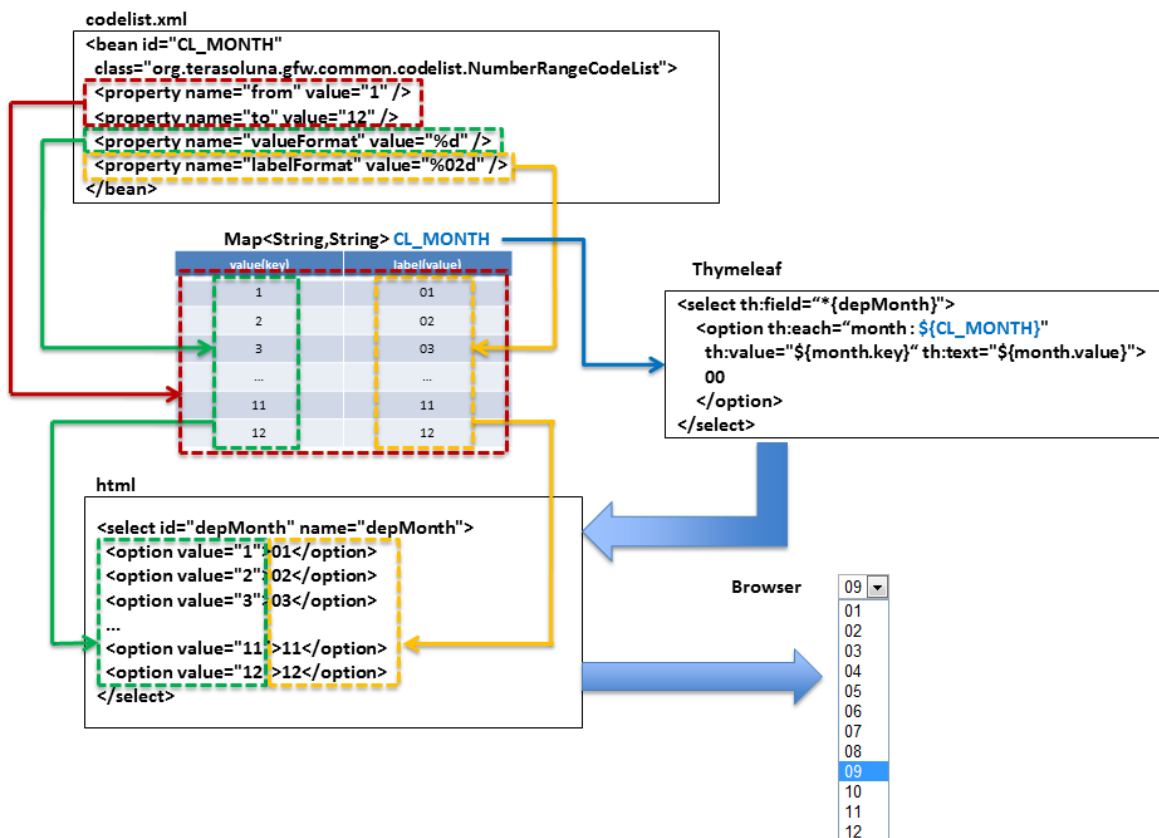 codelist.xml
<bean id="CL_MONTH"
class="org.terasoluna.gfw.common.codelist.NumberRangeCodeList">
<property name="from" value="1" />
<property name="to" value="12" />
<property name="valueFormat" value="%d" />
<property name="labelFormat" value="%02d" />
</bean>
Map<String,String> CL_MONTH
value(key) label(value)
1 01
2 02
3 03
... ...
11 11
12 12
Thymeleaf
<select th:field=“*{depMonth}">
<option th:each=“month : ${CL_MONTH}"
th:value="${month.key}“ th:text="${month.value}">
00
</option>
</select>
html
<select id="depMonth" name="depMonth">
<option value="1">01</option>
<option value="2">02</option>
<option value="3">03</option>
...
<option value="11">11</option>
<option value="12">12</option>
</select>
Browser
09
01
02
03
04
05
06
07
08
09
10
11
12